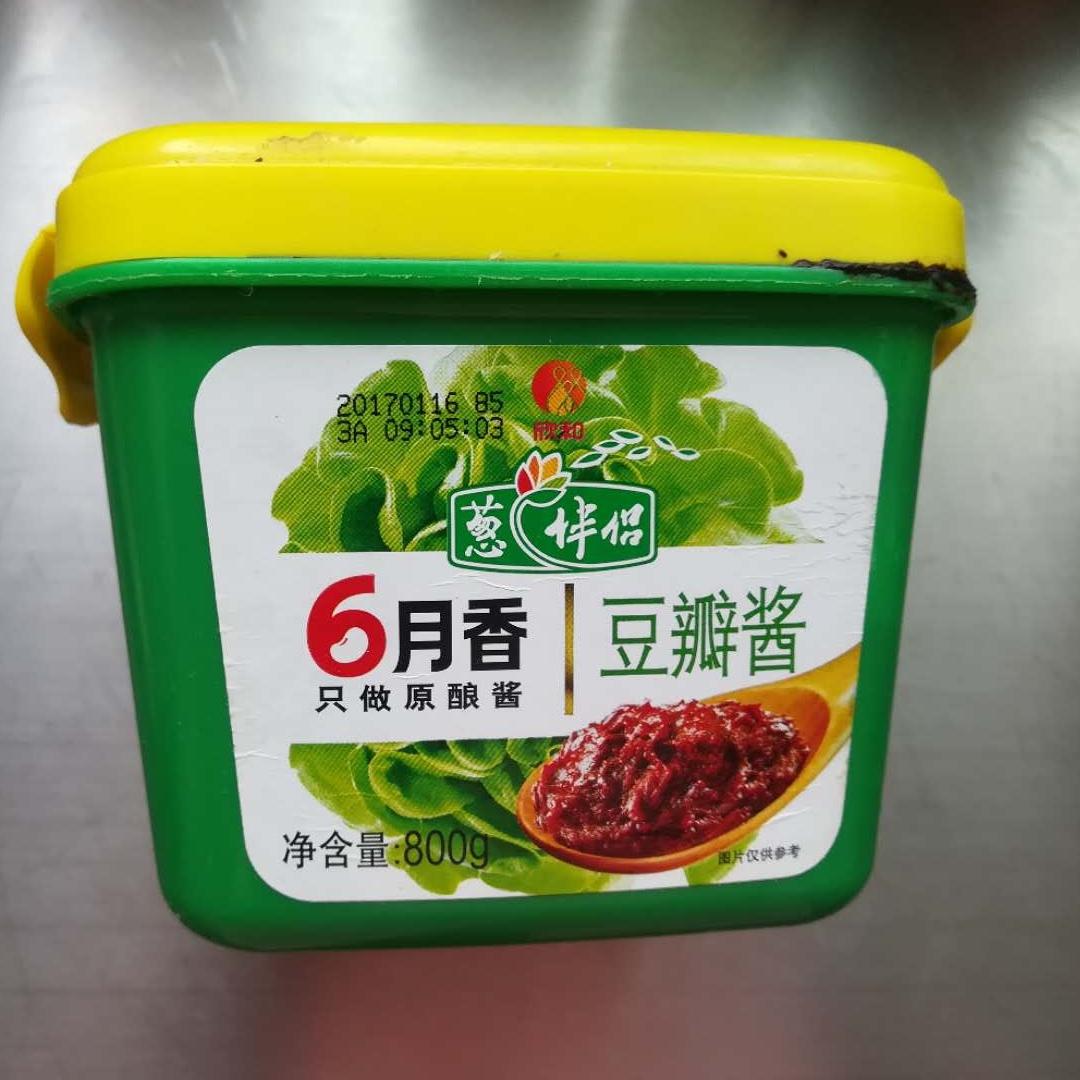 20170116 85
3A 09:05:03
欣和
葱伴侣
6月香
豆瓣酱
只做原酿酱
净含量:800g
图片仅供参考